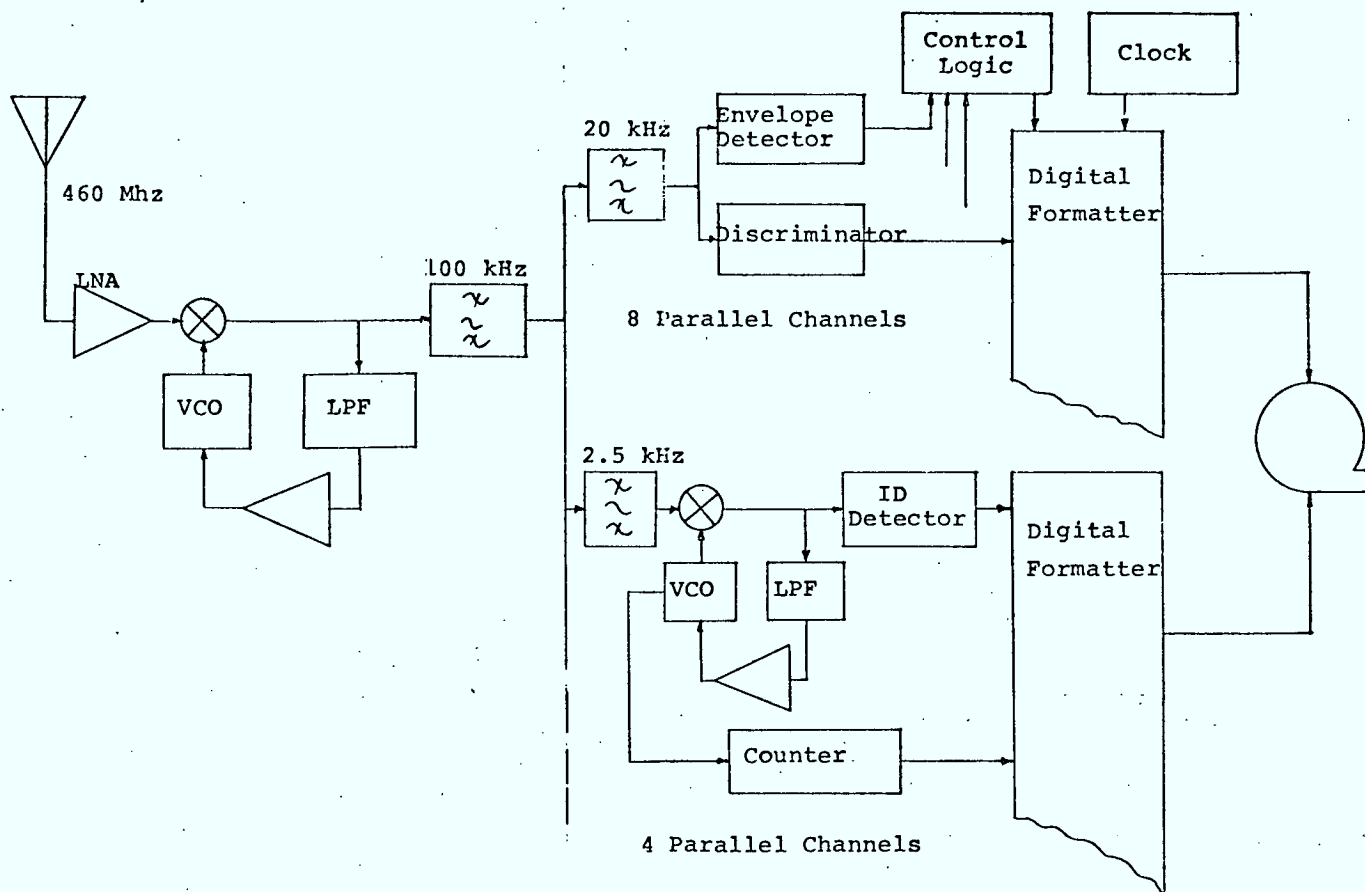 Control
Logic
Clock
Envelope
Detector
20 kHz
Digital
Formatter
460 Mhz
Discriminator
LNA
100 kHz
8 Parallel Channels
VCO
LPF
2.5 kHz
ID
Detector
Digital
Formatter
VCO
LPF
Counter
4 Parallel Channels